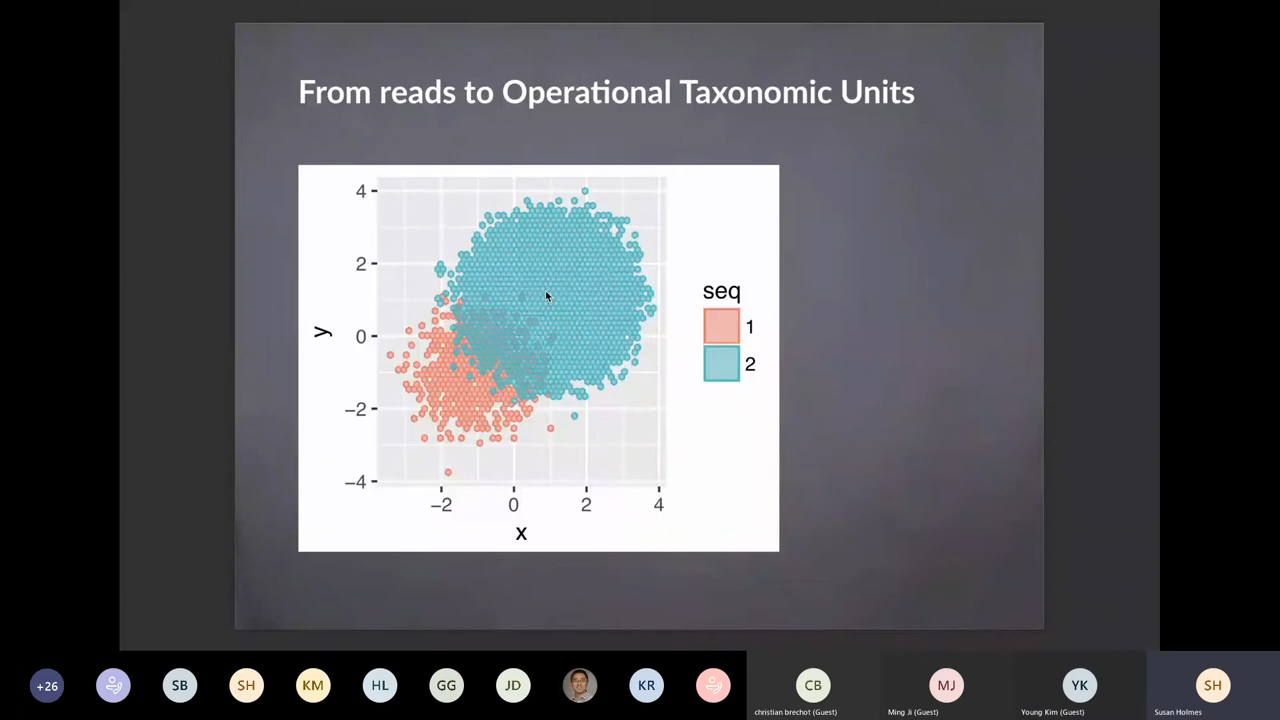 From reads to Operational Taxonomic Units
4
2
0
−2
−4
y
−2 0 2 4
x
seq
1
2
+26
SB
SH
KM
HL
GG
JD
KR
CB
MJ
YK
SH
christian brechot (Guest)
Ming Ji (Guest)
Young Kim (Guest)
Susan Holmes